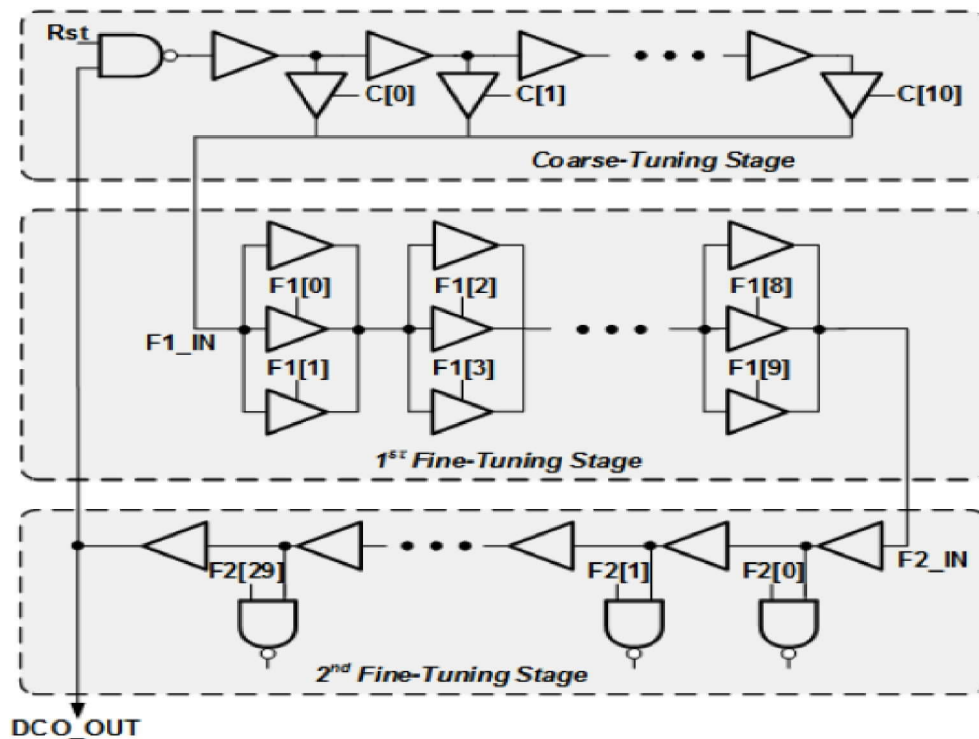 Rst
C[0]
C[1]
C[10]
Coarse-Tuning Stage
F1[0]
F1[2]
F1[8]
F1_IN
F1[1]
F1[3]
F1[9]
1st Fine-Tuning Stage
F2[29]
F2[1]
F2[0]
F2_IN
2nd Fine-Tuning Stage
DCO_OUT